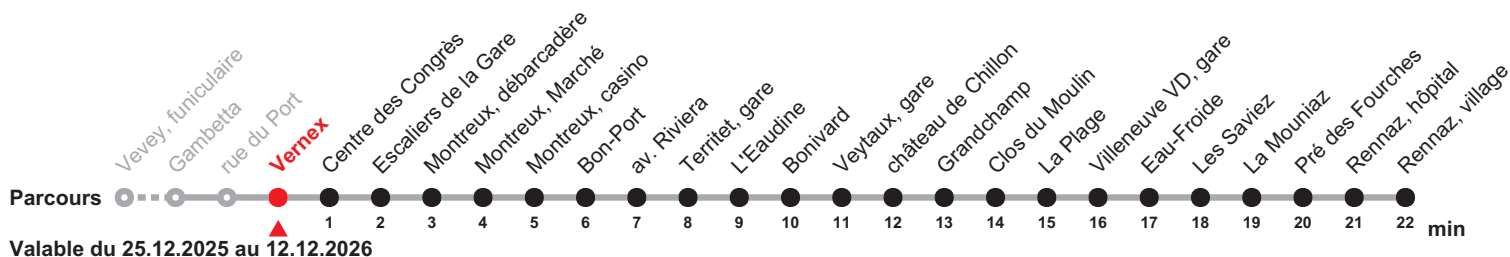 Vevey, funiculaire
Gambetta
rue du Port
Vernex
Centre des Congrès
Escaliers de la Gare
Montreux, débarcadère
Montreux, Marché
Montreux, casino
Bon-Port
av. Riviera
Territet, gare
L'Eaudine
Bonivard
Veytaux, gare
château de Chillon
Grandchamp
Clos du Moulin
La Plage
Villeneuve VD, gare
Eau-Froide
Les Saviez
La Mouniaz
Pré des Fourches
Rennaz, hôpital
Rennaz, village
Parcours
1 2 3 4 5 6 7 8 9 10 11 12 13 14 15 16 17 18 19 20 21 22 min
Valable du 25.12.2025 au 12.12.2026